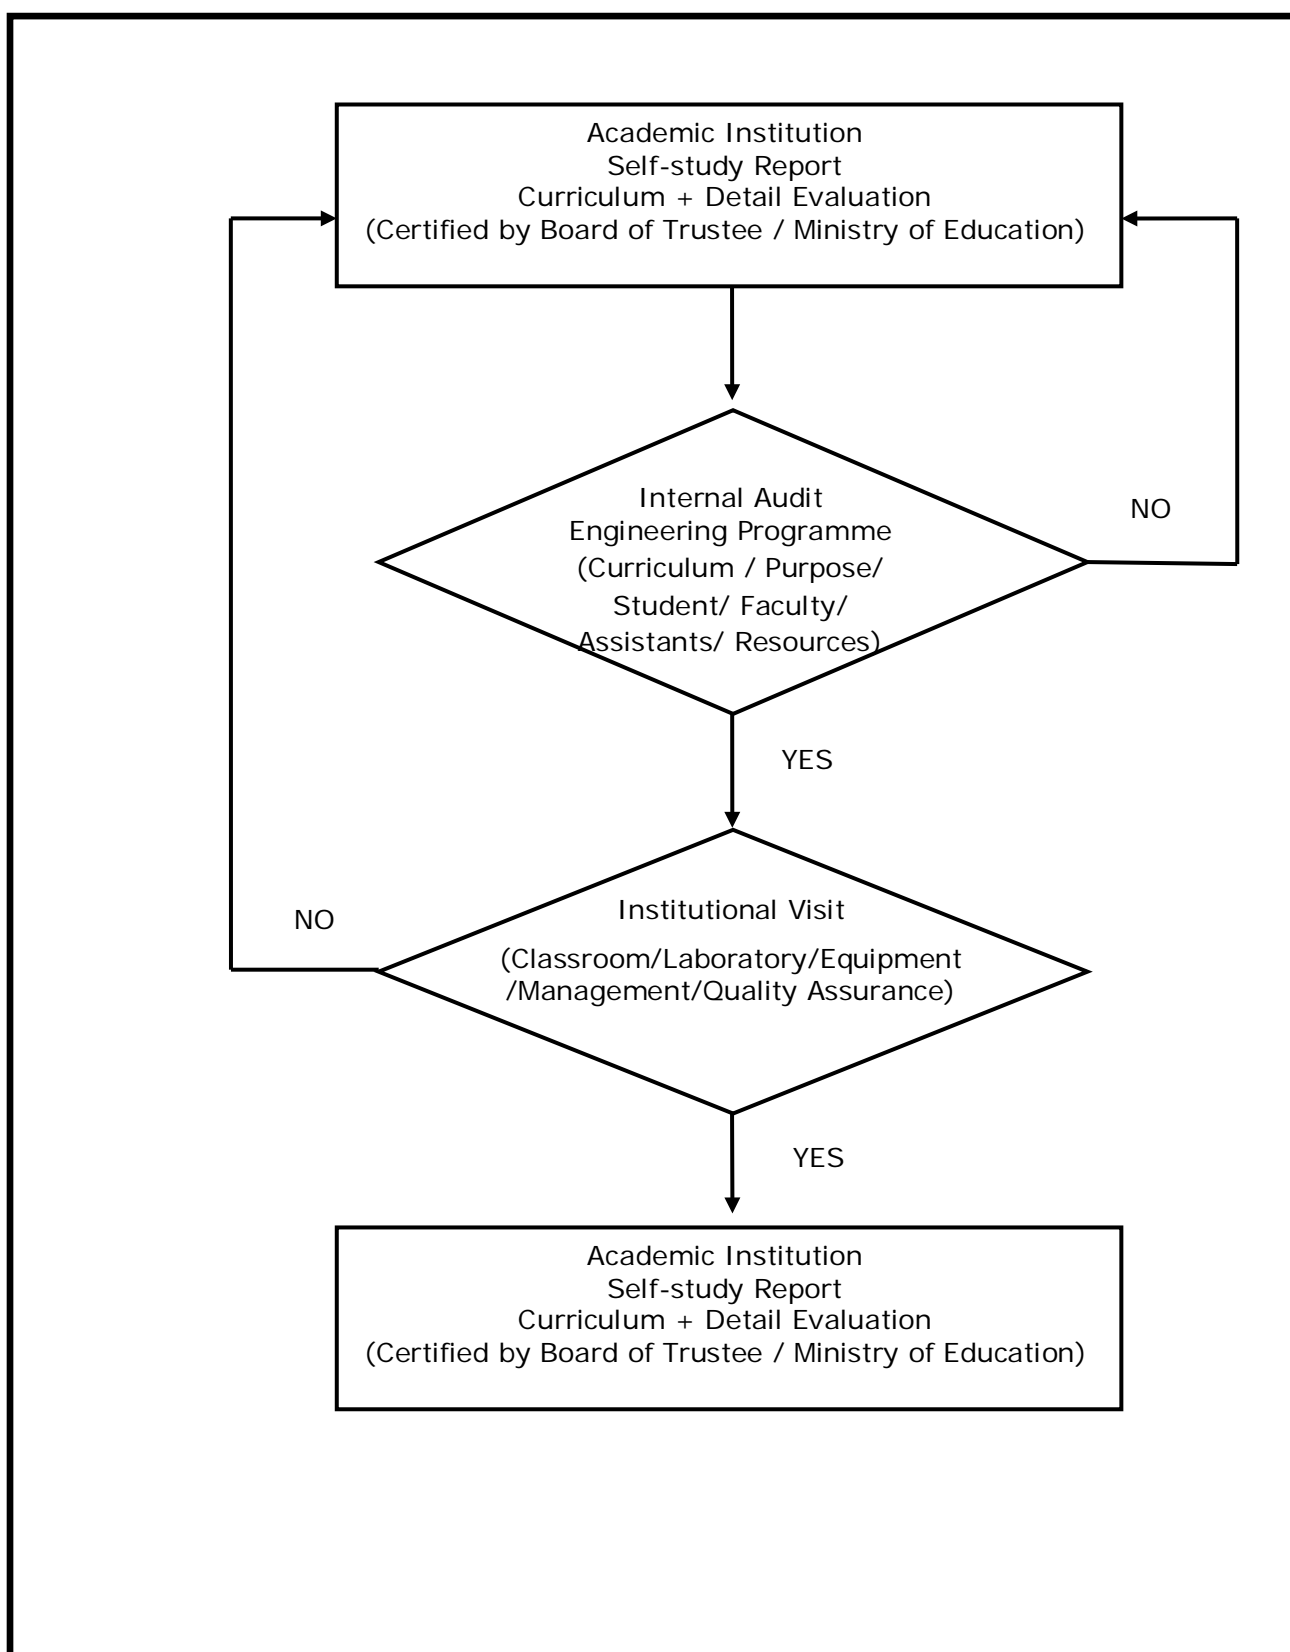 Academic Institution
Self-study Report
Curriculum + Detail Evaluation
(Certified by Board of Trustee / Ministry of Education)
Internal Audit
Engineering Programme
(Curriculum / Purpose/
Student/ Faculty/
Assistants/ Resources)
NO
YES
Institutional Visit
(Classroom/Laboratory/Equipment
/Management/Quality Assurance)
NO
YES
Academic Institution
Self-study Report
Curriculum + Detail Evaluation
(Certified by Board of Trustee / Ministry of Education)